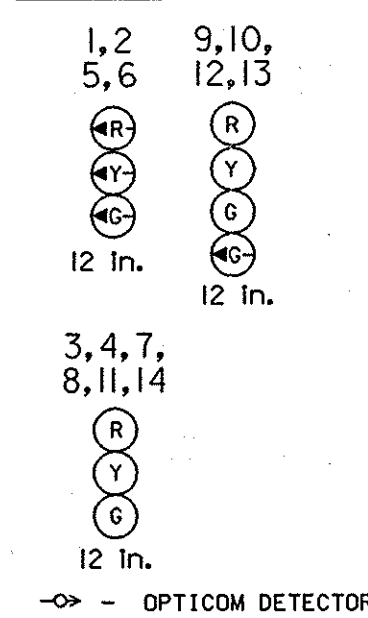 1,2
5,6
R
Y
G
12 in.
9,10,
12,13
R
Y
G
G
12 in.
3,4,7,
8,11,14
R
Y
G
12 in.
- OPTICOM DETECTOR